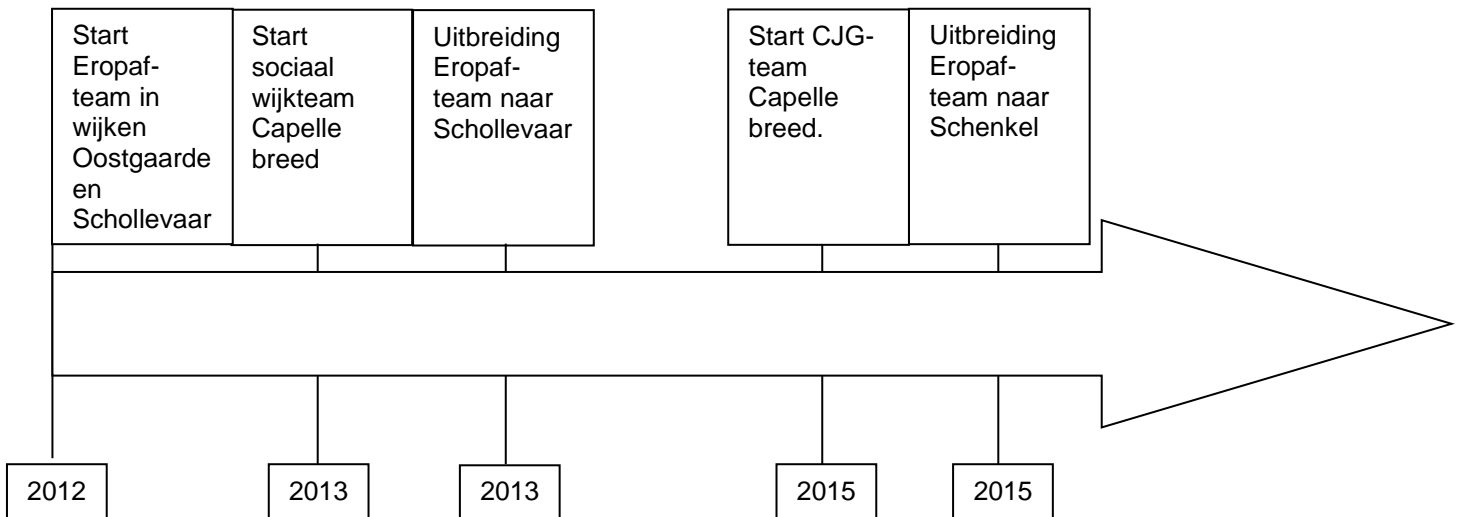 Start
Eropaf-
team in
wijken
Oostgaarde
en
Schollevaar
Start
sociaal
wijkteam
Capelle
breed
Uitbreiding
Eropaf-
team naar
Schollevaar
Start CJG-
team
Capelle
breed.
Uitbreiding
Eropaf-
team naar
Schenkel
2012
2013
2013
2015
2015